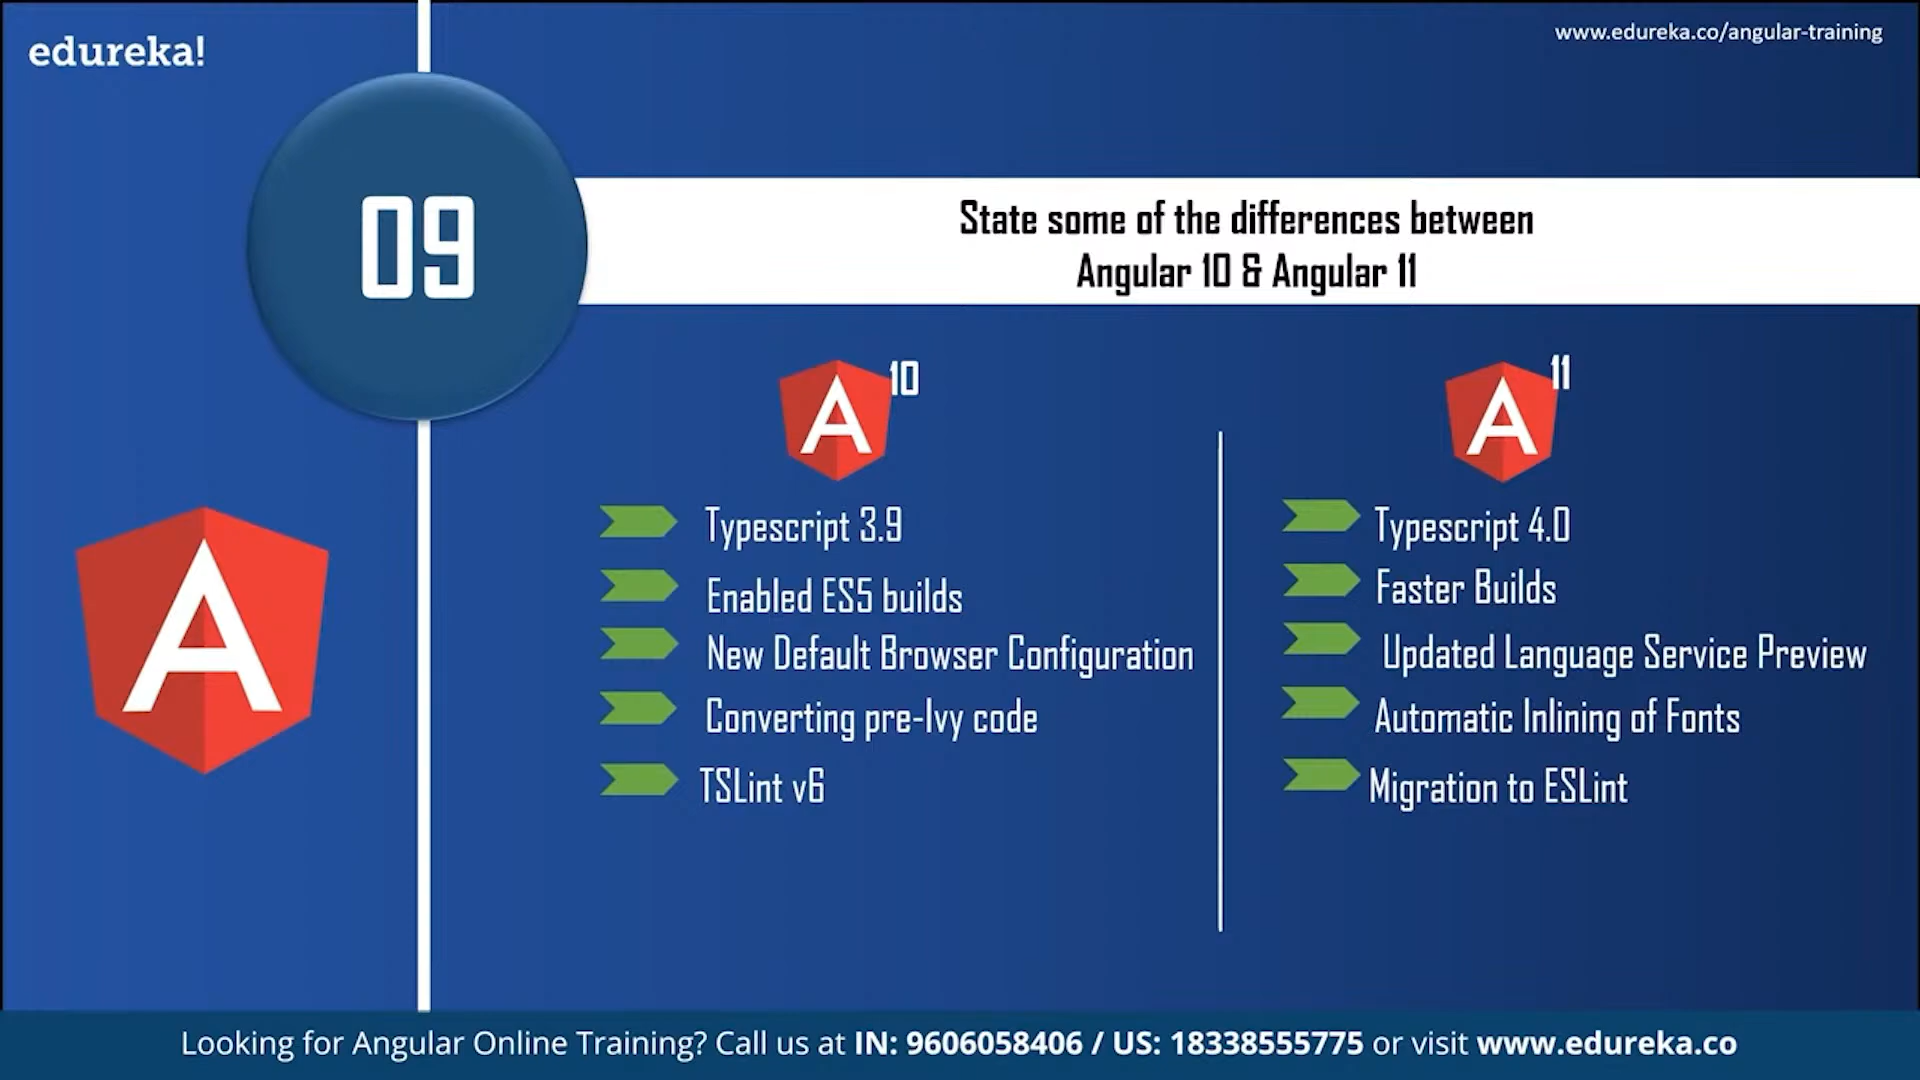 edureka!
www.edureka.co/angular-training
09
State some of the differences between
Angular 10 & Angular 11
10
Typescript 3.9
Enabled ES5 builds
New Default Browser Configuration
Converting pre-Ivy code
TSLint v6
11
Typescript 4.0
Faster Builds
Updated Language Service Preview
Automatic Inlining of Fonts
Migration to ESLint
Looking for Angular Online Training? Call us at IN: 9606058406 / US: 18338555775 or visit www.edureka.co